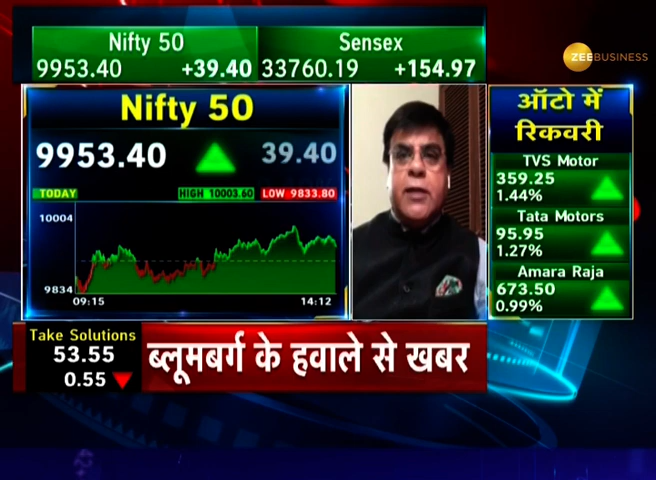 Nifty 50
9953.40 +39.40
Sensex
33760.19 +154.97
ZEEBUSINESS
Nifty 50
9953.40 39.40
TODAY HIGH 10003.60 LOW 9833.80
10004
9834
09:15 14:12
ऑटो में
रिकवरी
TVS Motor
359.25
1.44%
Tata Motors
95.95
1.27%
Amara Raja
673.50
0.99%
Take Solutions
53.55
0.55
ब्लूमबर्ग के हवाले से खबर